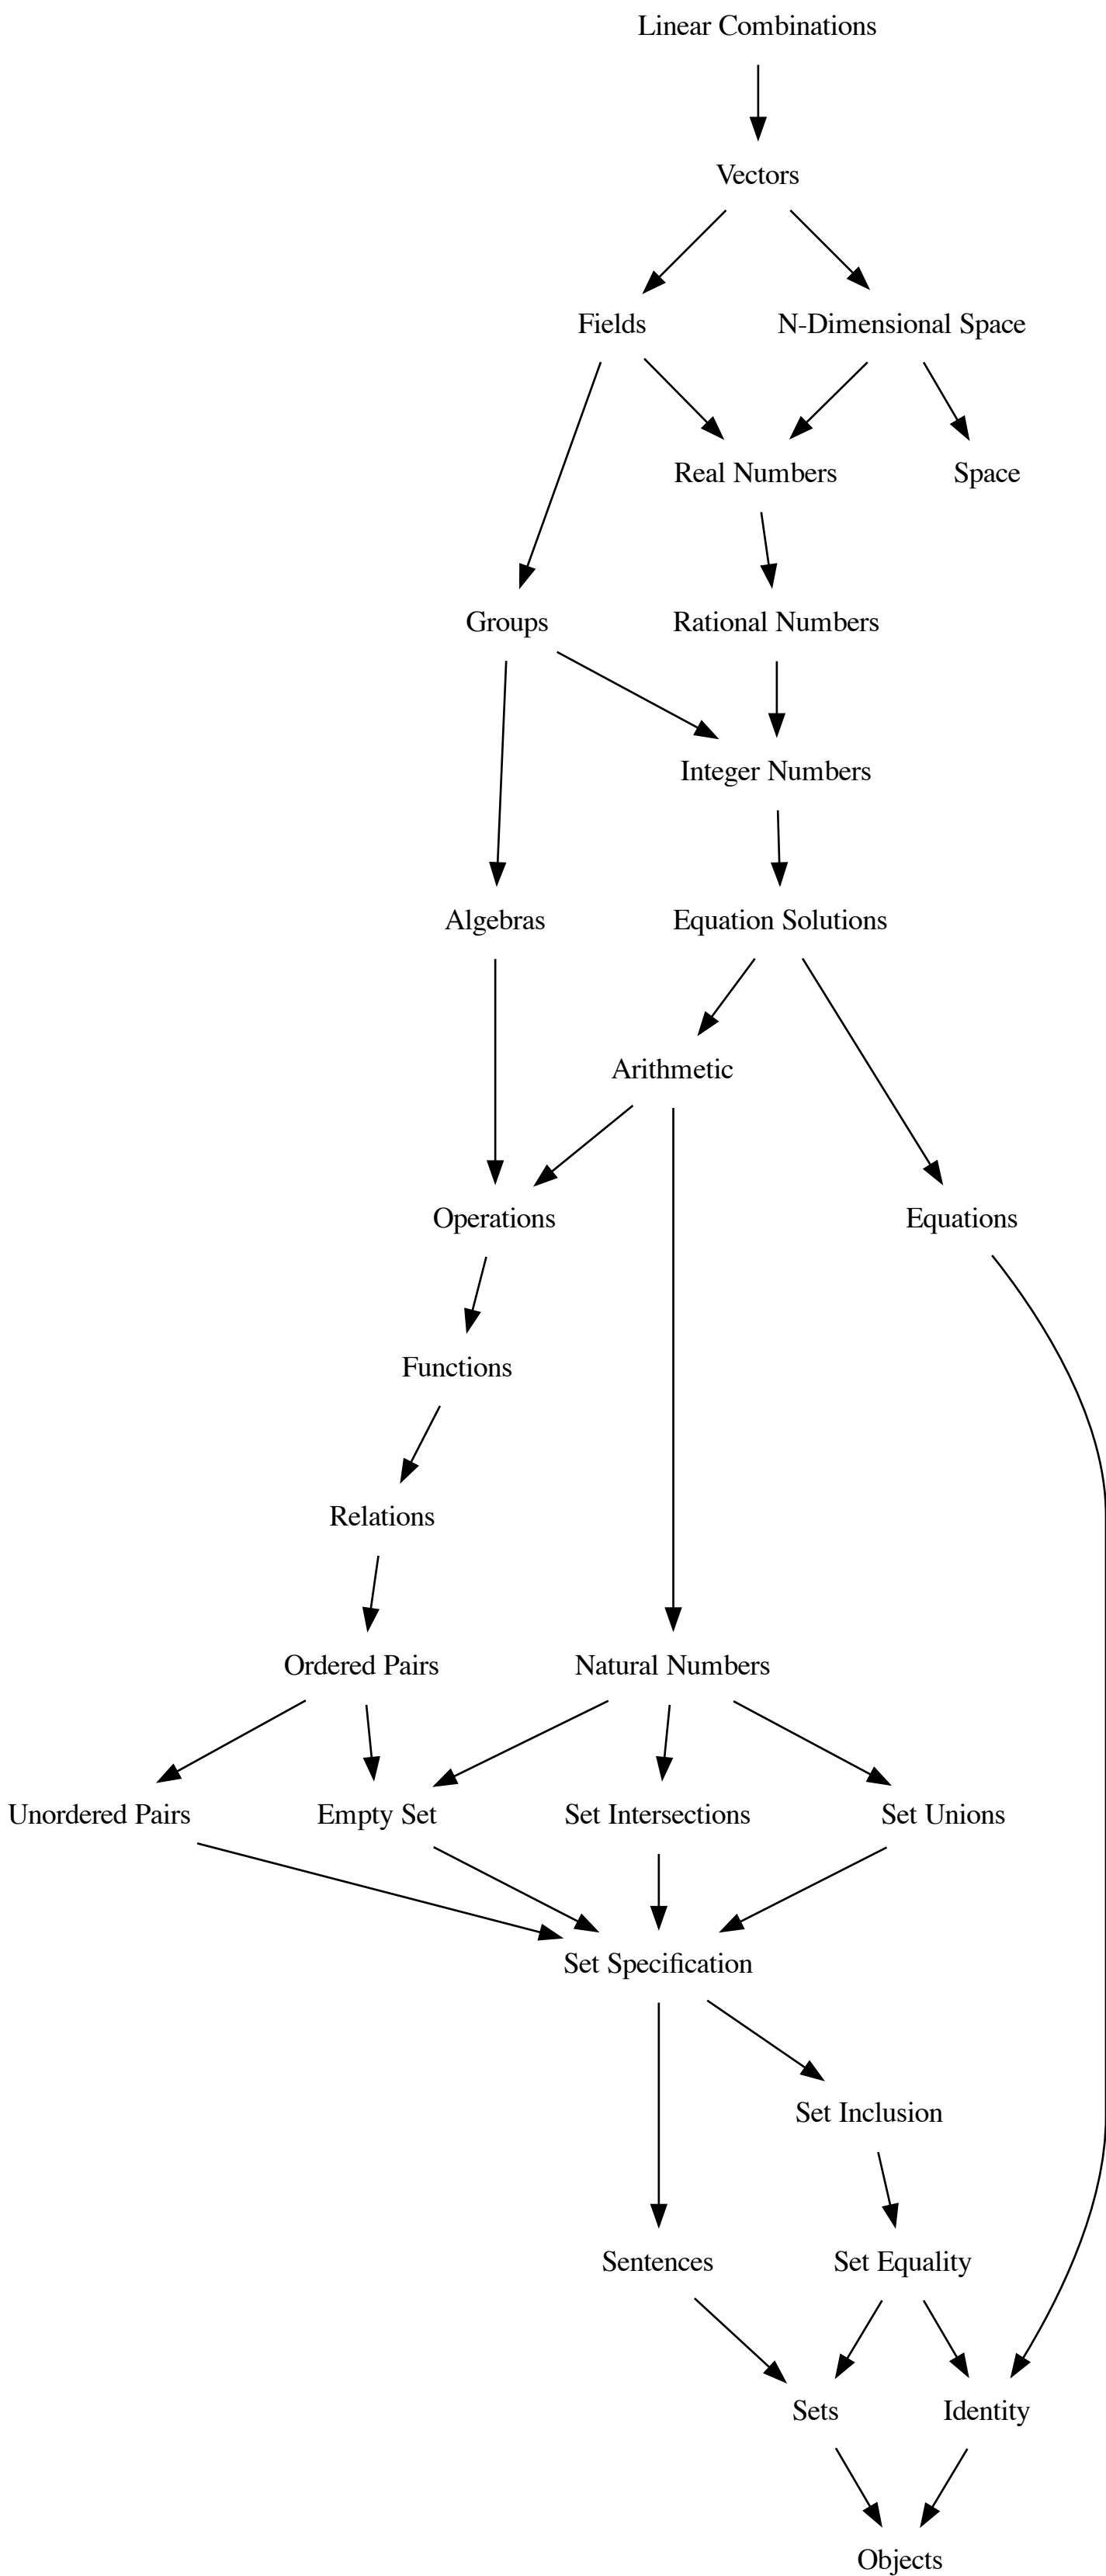 Linear Combinations
Vectors
Fields
N-Dimensional Space
Real Numbers
Space
Groups
Rational Numbers
Integer Numbers
Algebras
Equation Solutions
Arithmetic
Operations
Equations
Functions
Relations
Ordered Pairs
Natural Numbers
Unordered Pairs
Empty Set
Set Intersections
Set Unions
Set Specification
Set Inclusion
Sentences
Set Equality
Sets
Identity
Objects